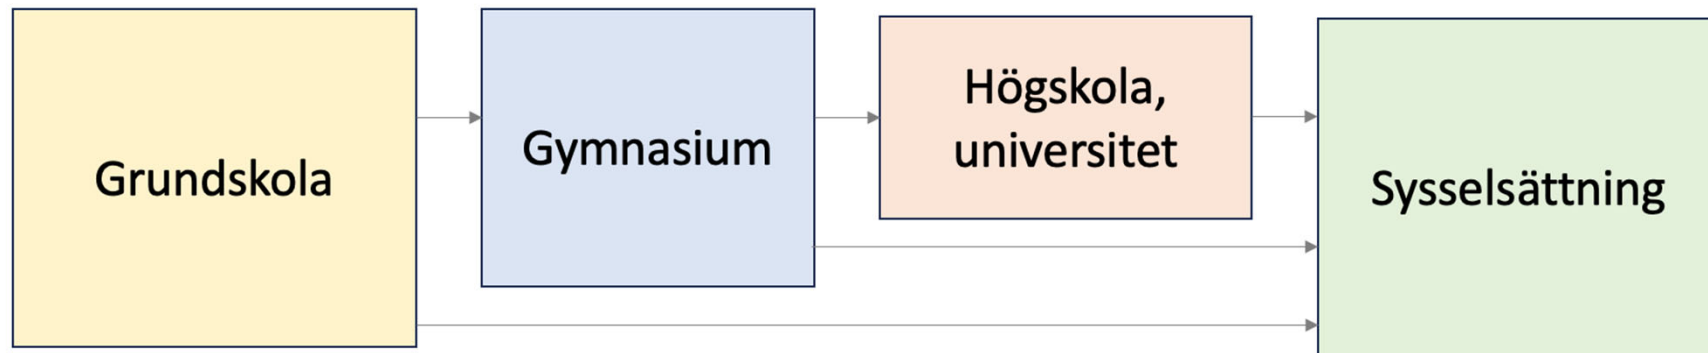 Grundskola
Gymnasium
Högskola,
universitet
Sysselsättning